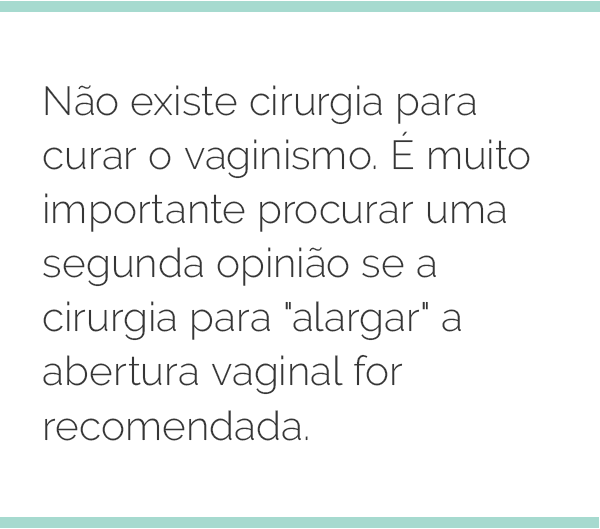 Não existe cirurgia para
curar o vaginismo. É muito
importante procurar uma
segunda opinião se a
cirurgia para "alargar" a
abertura vaginal for
recomendada.